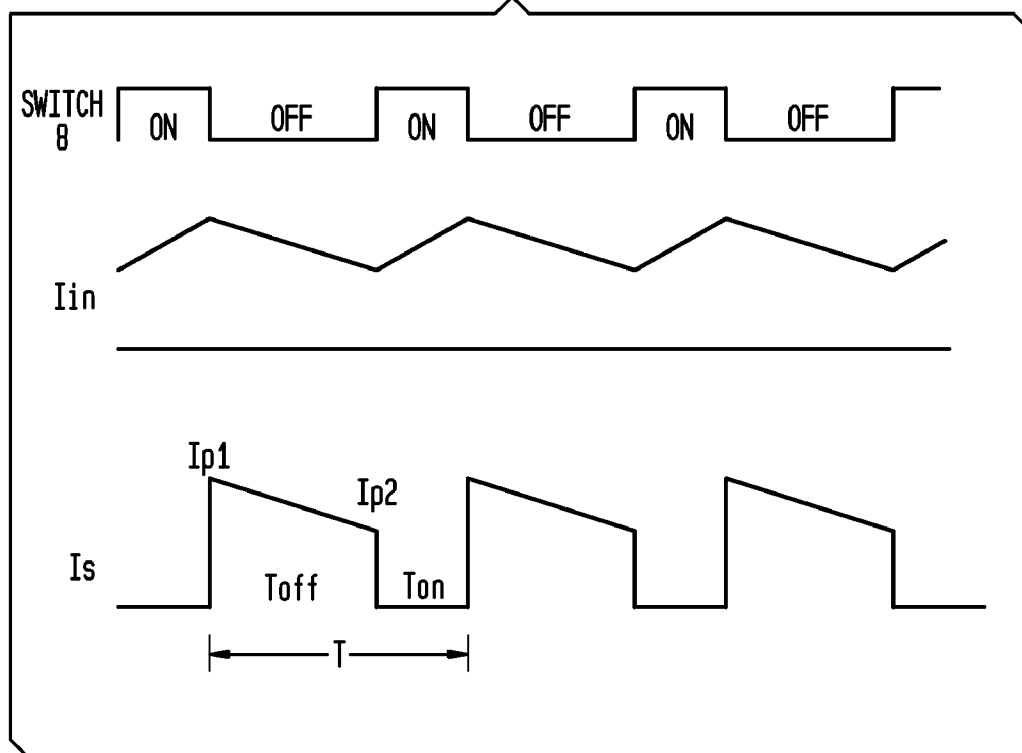 SWITCH
8
ON OFF ON OFF ON OFF
Iin
Ip1
Ip2
Is
Toff Ton
T